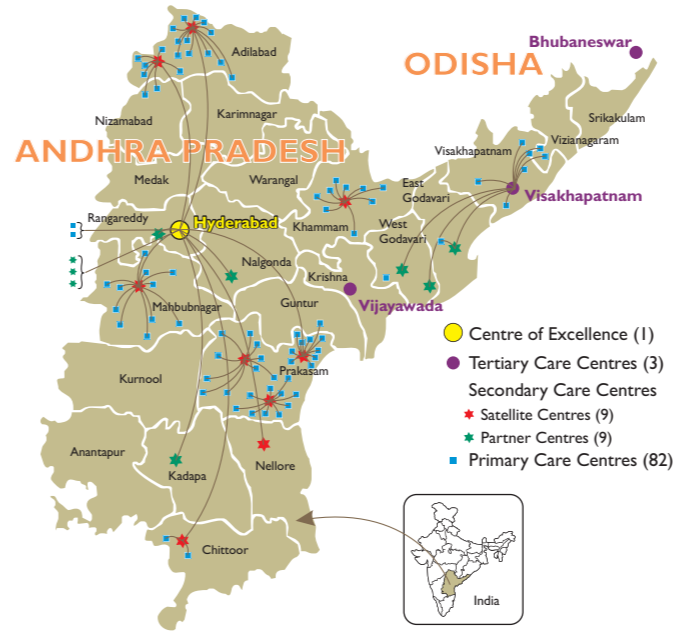 Bhubaneswar
ODISHA
Adilabad
Srikakulam
Karimnagar
Nizamabad
Vizianagaram
Visakhapatnam
ANDHRA PRADESH
Medak
Warangal
East
Godavari
Visakhapatnam
Rangareddy
Hyderabad
Khammam
West
Godavari
Nalgonda
Krishna
Mahbubnagar
Guntur
Vijayawada
Centre of Excellence (1)
Tertiary Care Centres (3)
Secondary Care Centres
Satellite Centres (9)
Partner Centres (9)
Primary Care Centres (82)
Prakasam
Kurnool
Anantapur
Kadapa
Nellore
Chittoor
India